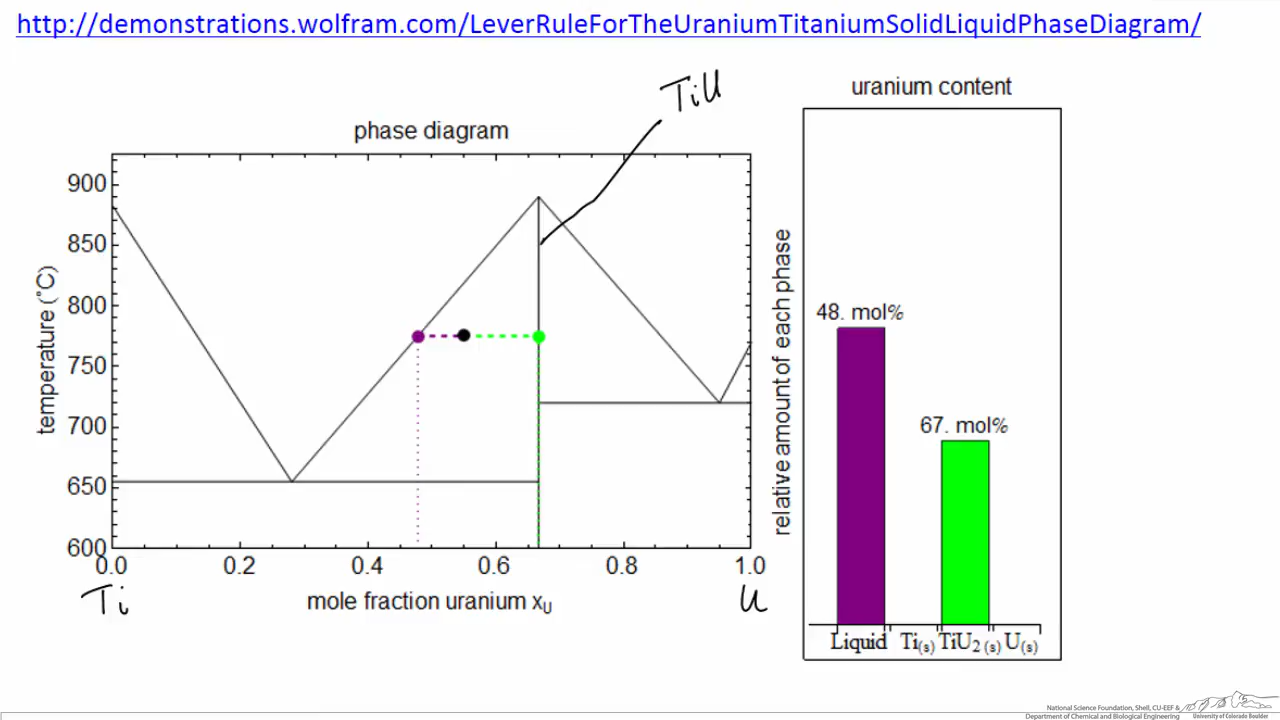 http://demonstrations.wolfram.com/LeverRuleForTheUraniumTitaniumSolidLiquidPhaseDiagram/
TiU
uranium content
phase diagram
temperature (°C)
900
850
800
750
700
650
600
0.0 0.2 0.4 0.6 0.8 1.0
Ti U
mole fraction uranium xU
relative amount of each phase
48. mol%
67. mol%
Liquid Ti(s) TiU2 (s) U(s)
National Science Foundation, Shell, CU-EEF &
Department of Chemical and Biological Engineering
University of Colorado Boulder